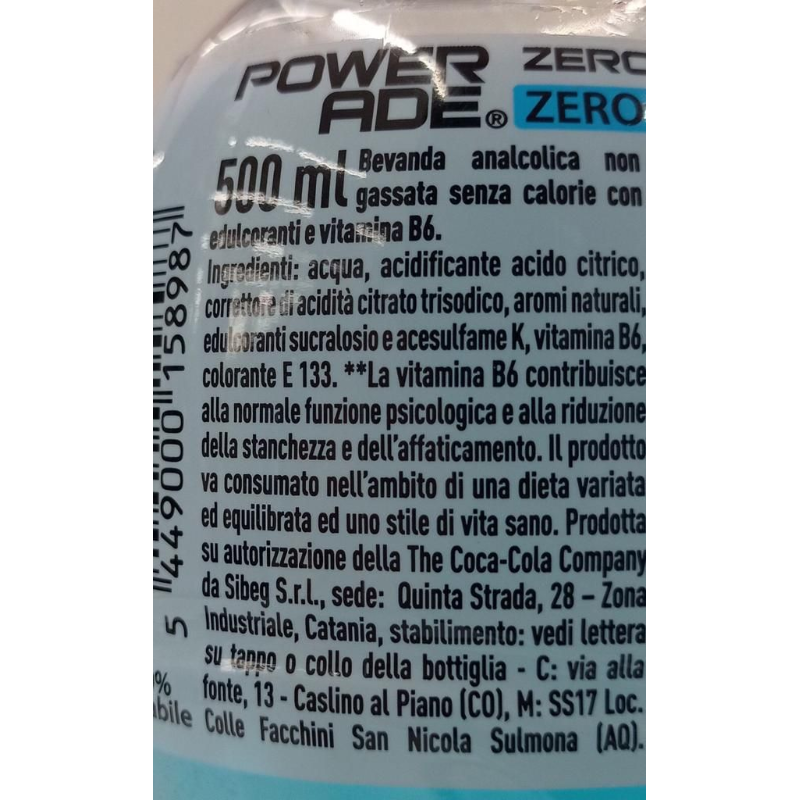 POWER ZERO
ADE® ZERO
500 ml Bevanda analcolica non
gassata senza calorie con
edulcoranti e vitamina B6.
Ingredienti: acqua, acidificante acido citrico,
correttore di acidità citrato trisodico, aromi naturali,
edulcoranti sucralosio e acesulfame K, vitamina B6,
colorante E 133. **La vitamina B6 contribuisce
alla normale funzione psicologica e alla riduzione
della stanchezza e dell'affaticamento. Il prodotto
va consumato nell'ambito di una dieta variata
ed equilibrata ed uno stile di vita sano. Prodotta
su autorizzazione della The Coca-Cola Company
da Sibeg S.r.l., sede: Quinta Strada, 28 – Zona
Industriale, Catania, stabilimento: vedi lettera
su tappo o collo della bottiglia - C: via alla
fonte, 13 - Caslino al Piano (CO), M: SS17 Loc.
Colle Facchini San Nicola Sulmona (AQ).
5 449000 158987
%
bile